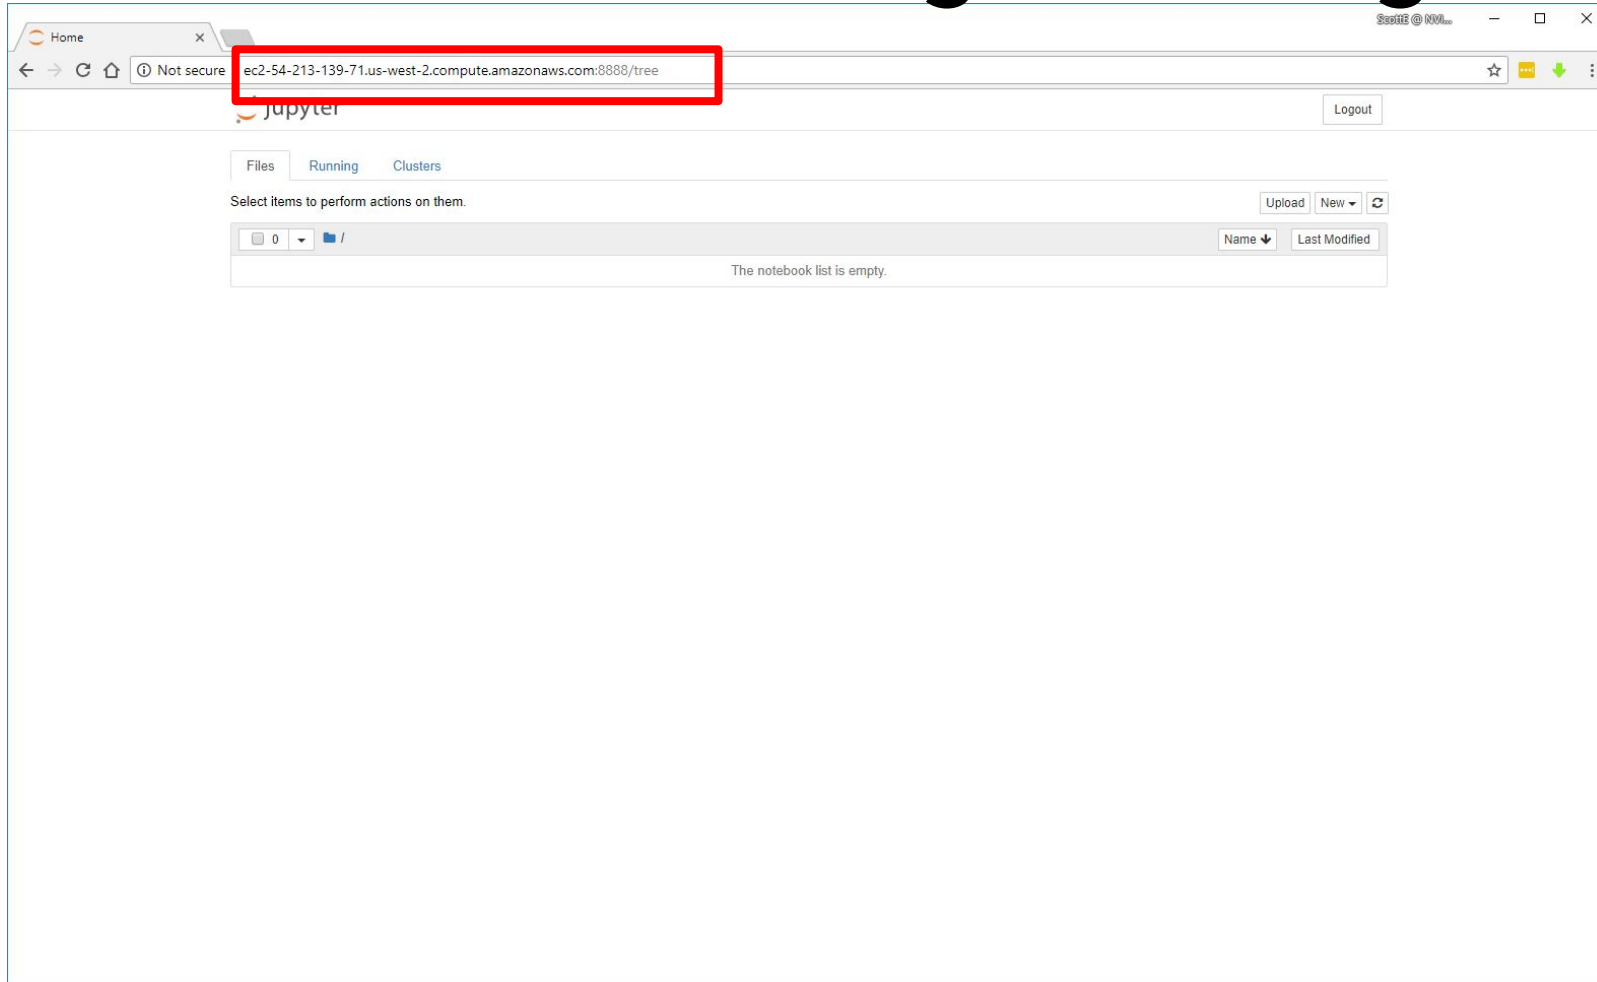 Home
Not secure ec2-54-213-139-71.us-west-2.compute.amazonaws.com:8888/tree
jupyter
Logout
Files Running Clusters
Select items to perform actions on them.
Upload New
0 / Name Last Modified
The notebook list is empty.